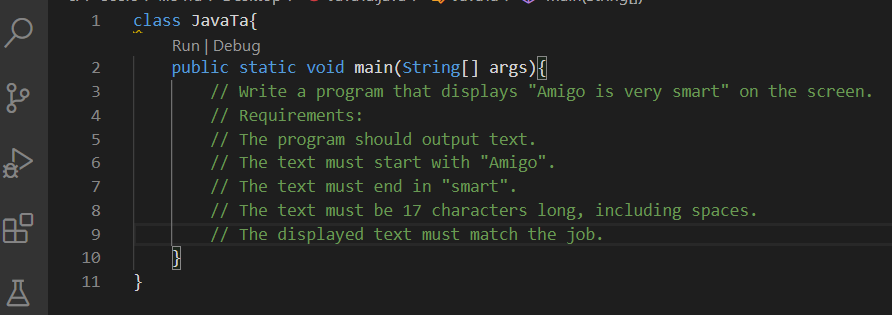 1 class JavaTa{
Run | Debug
2 public static void main(String[] args){
3 // Write a program that displays "Amigo is very smart" on the screen.
4 // Requirements:
5 // The program should output text.
6 // The text must start with "Amigo".
7 // The text must end in "smart".
8 // The text must be 17 characters long, including spaces.
9 // The displayed text must match the job.
10 }
11 }